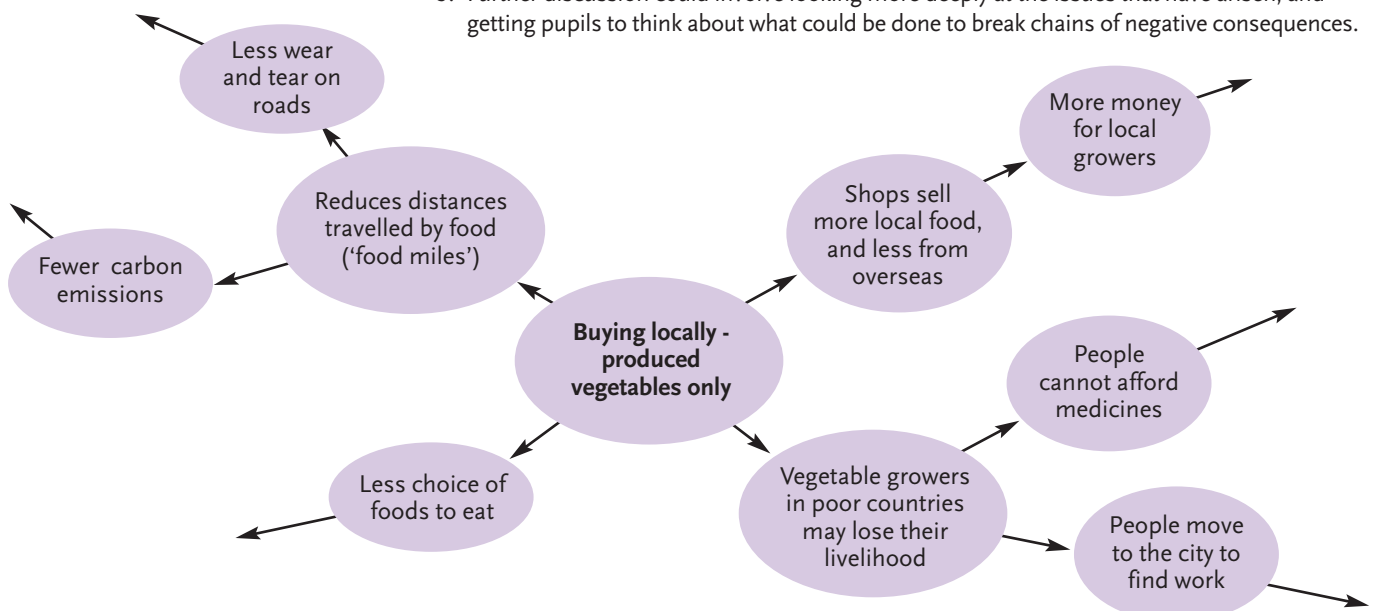 getting pupils to think about what could be done to break chains of negative consequences.
Less wear
and tear on
roads
More money
for local
growers
Reduces distances
travelled by food
(‘food miles’)
Shops sell
more local food,
and less from
overseas
Fewer carbon
emissions
Buying locally -
produced
vegetables only
People
cannot afford
medicines
Less choice of
foods to eat
Vegetable growers
in poor countries
may lose their
livelihood
People move
to the city to
find work